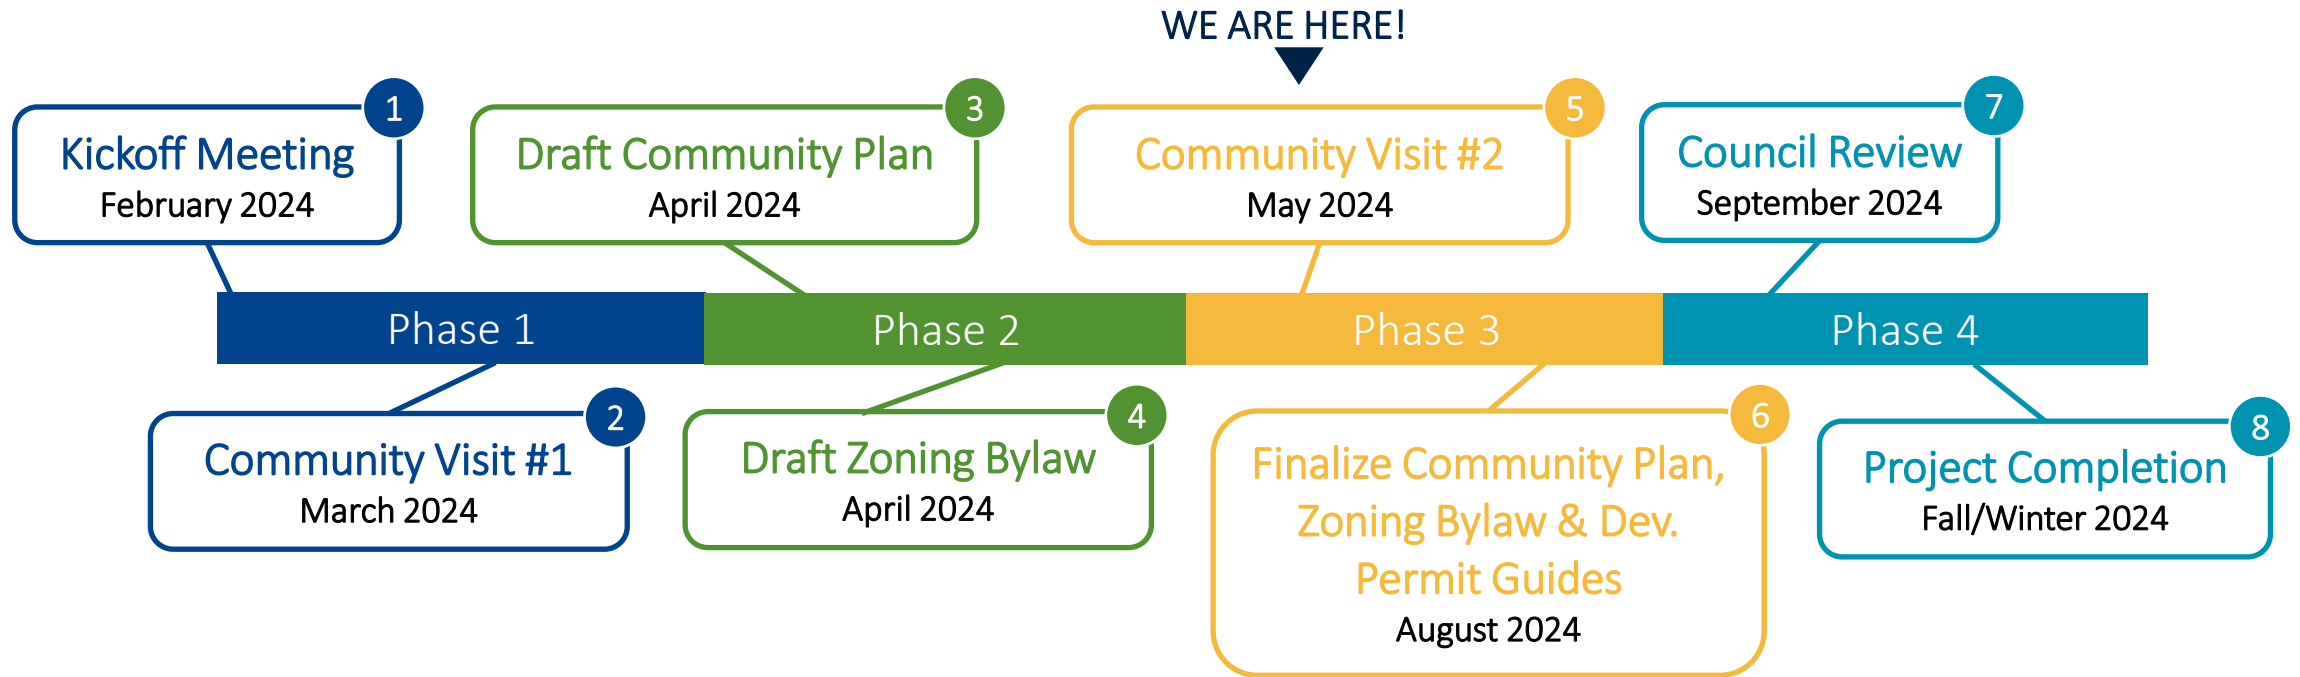 WE ARE HERE!
1
Kickoff Meeting
February 2024
3
Draft Community Plan
April 2024
5
Community Visit #2
May 2024
7
Council Review
September 2024
Phase 1
Phase 2
Phase 3
Phase 4
2
Community Visit #1
March 2024
4
Draft Zoning Bylaw
April 2024
6
Finalize Community Plan,
Zoning Bylaw & Dev.
Permit Guides
August 2024
8
Project Completion
Fall/Winter 2024